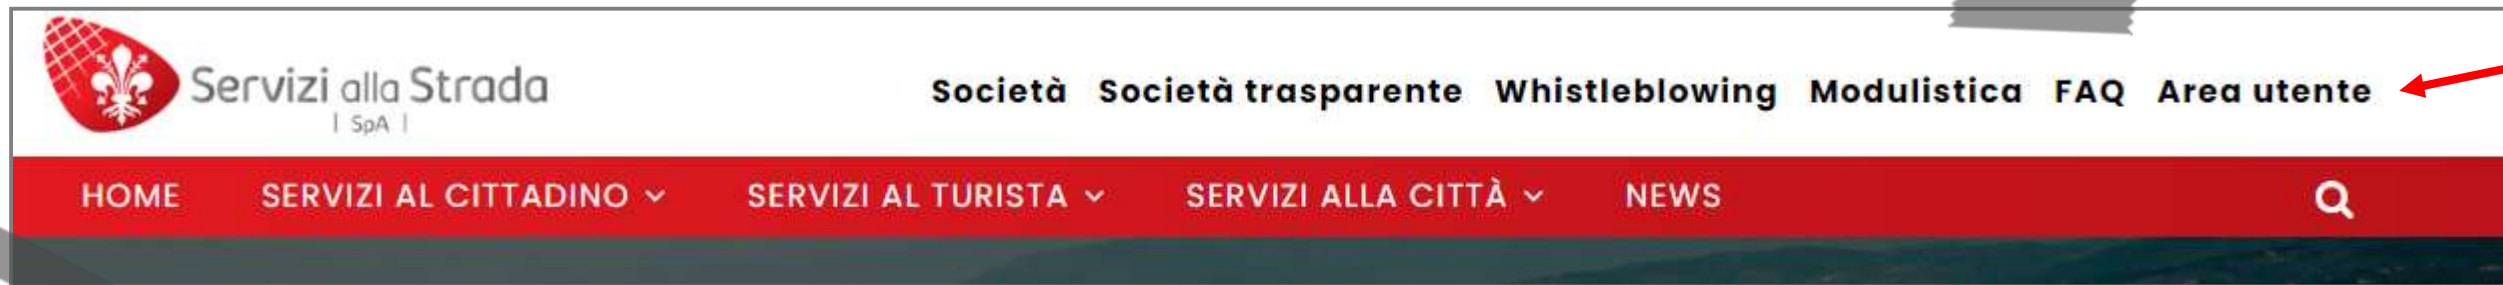 Servizi alla Strada
| SpA |
Società Società trasparente Whistleblowing Modulistica FAQ Area utente
HOME SERVIZI AL CITTADINO SERVIZI AL TURISTA SERVIZI ALLA CITTÀ NEWS